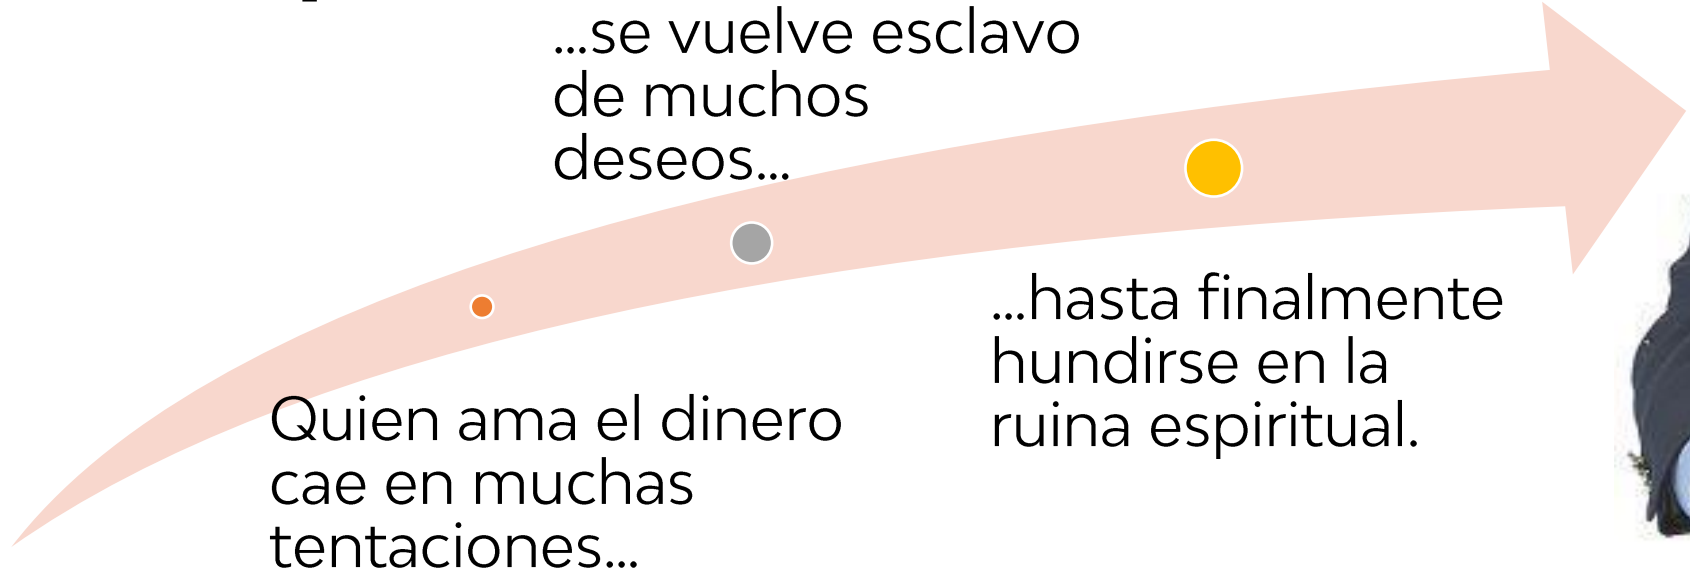 Quien ama el dinero
cae en muchas
tentaciones...
...se vuelve esclavo
de muchos
deseos...
...hasta finalmente
hundirse en la
ruina espiritual.